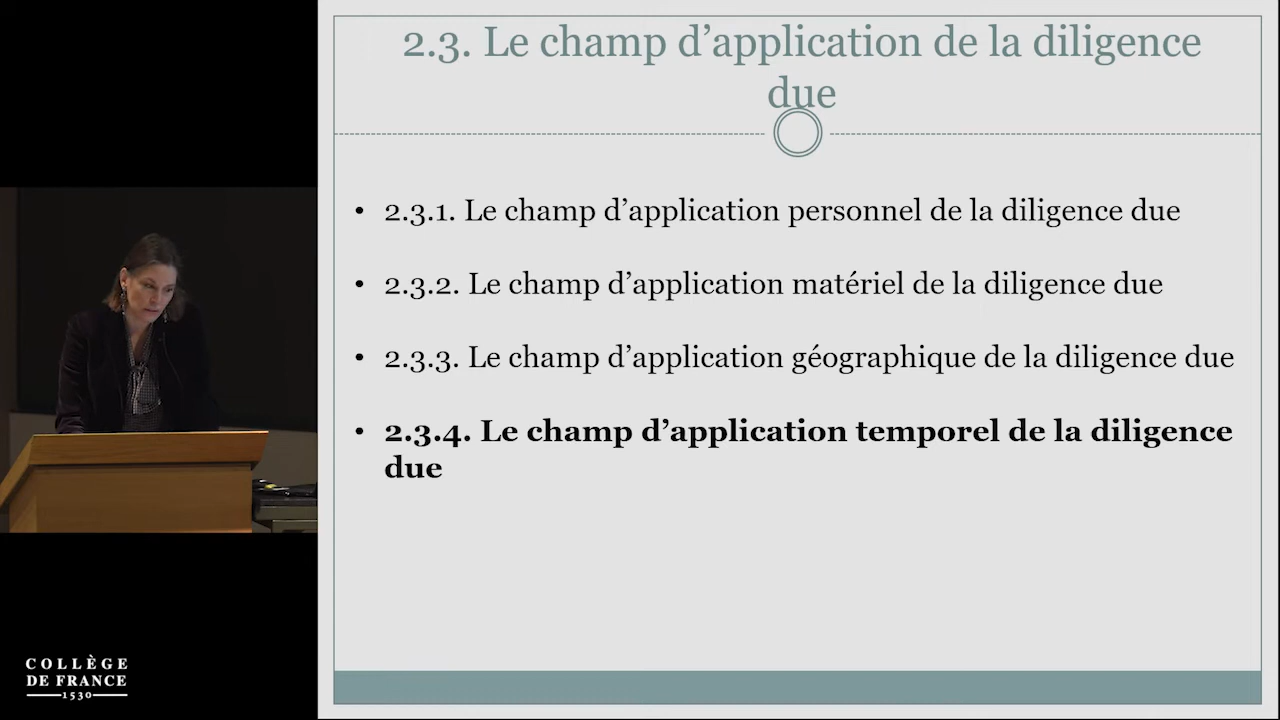 2.3. Le champ d’application de la diligence
due
• 2.3.1. Le champ d’application personnel de la diligence due
• 2.3.2. Le champ d’application matériel de la diligence due
• 2.3.3. Le champ d’application géographique de la diligence due
• 2.3.4. Le champ d’application temporel de la diligence
due
COLLÈGE
DE FRANCE
1530